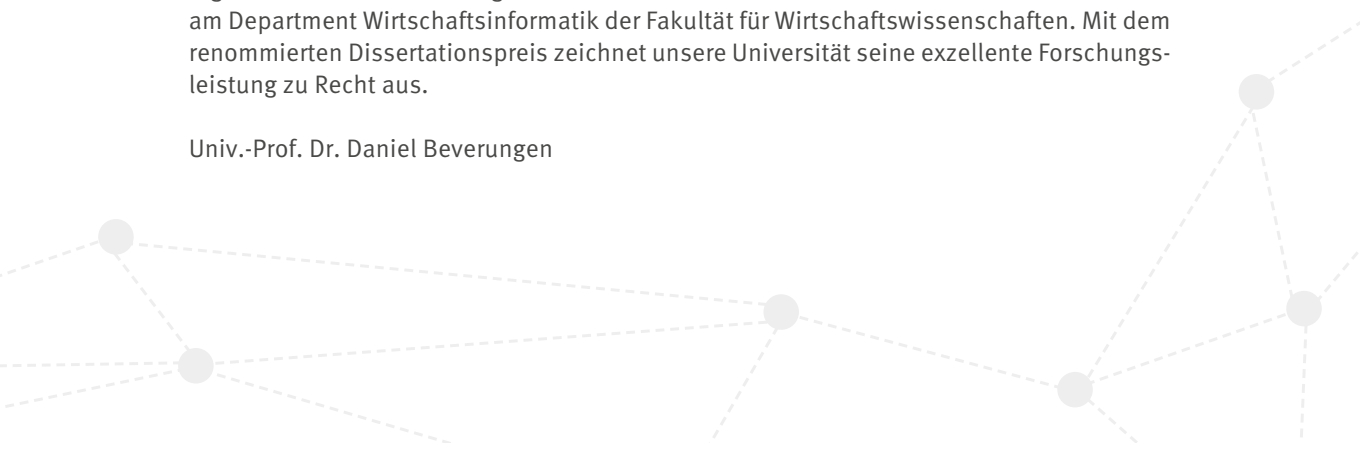 am Department Wirtschaftsinformatik der Fakultät für Wirtschaftswissenschaften. Mit dem
renommierten Dissertationspreis zeichnet unsere Universität seine exzellente Forschungs-
leistung zu Recht aus.
Univ.-Prof. Dr. Daniel Beverungen